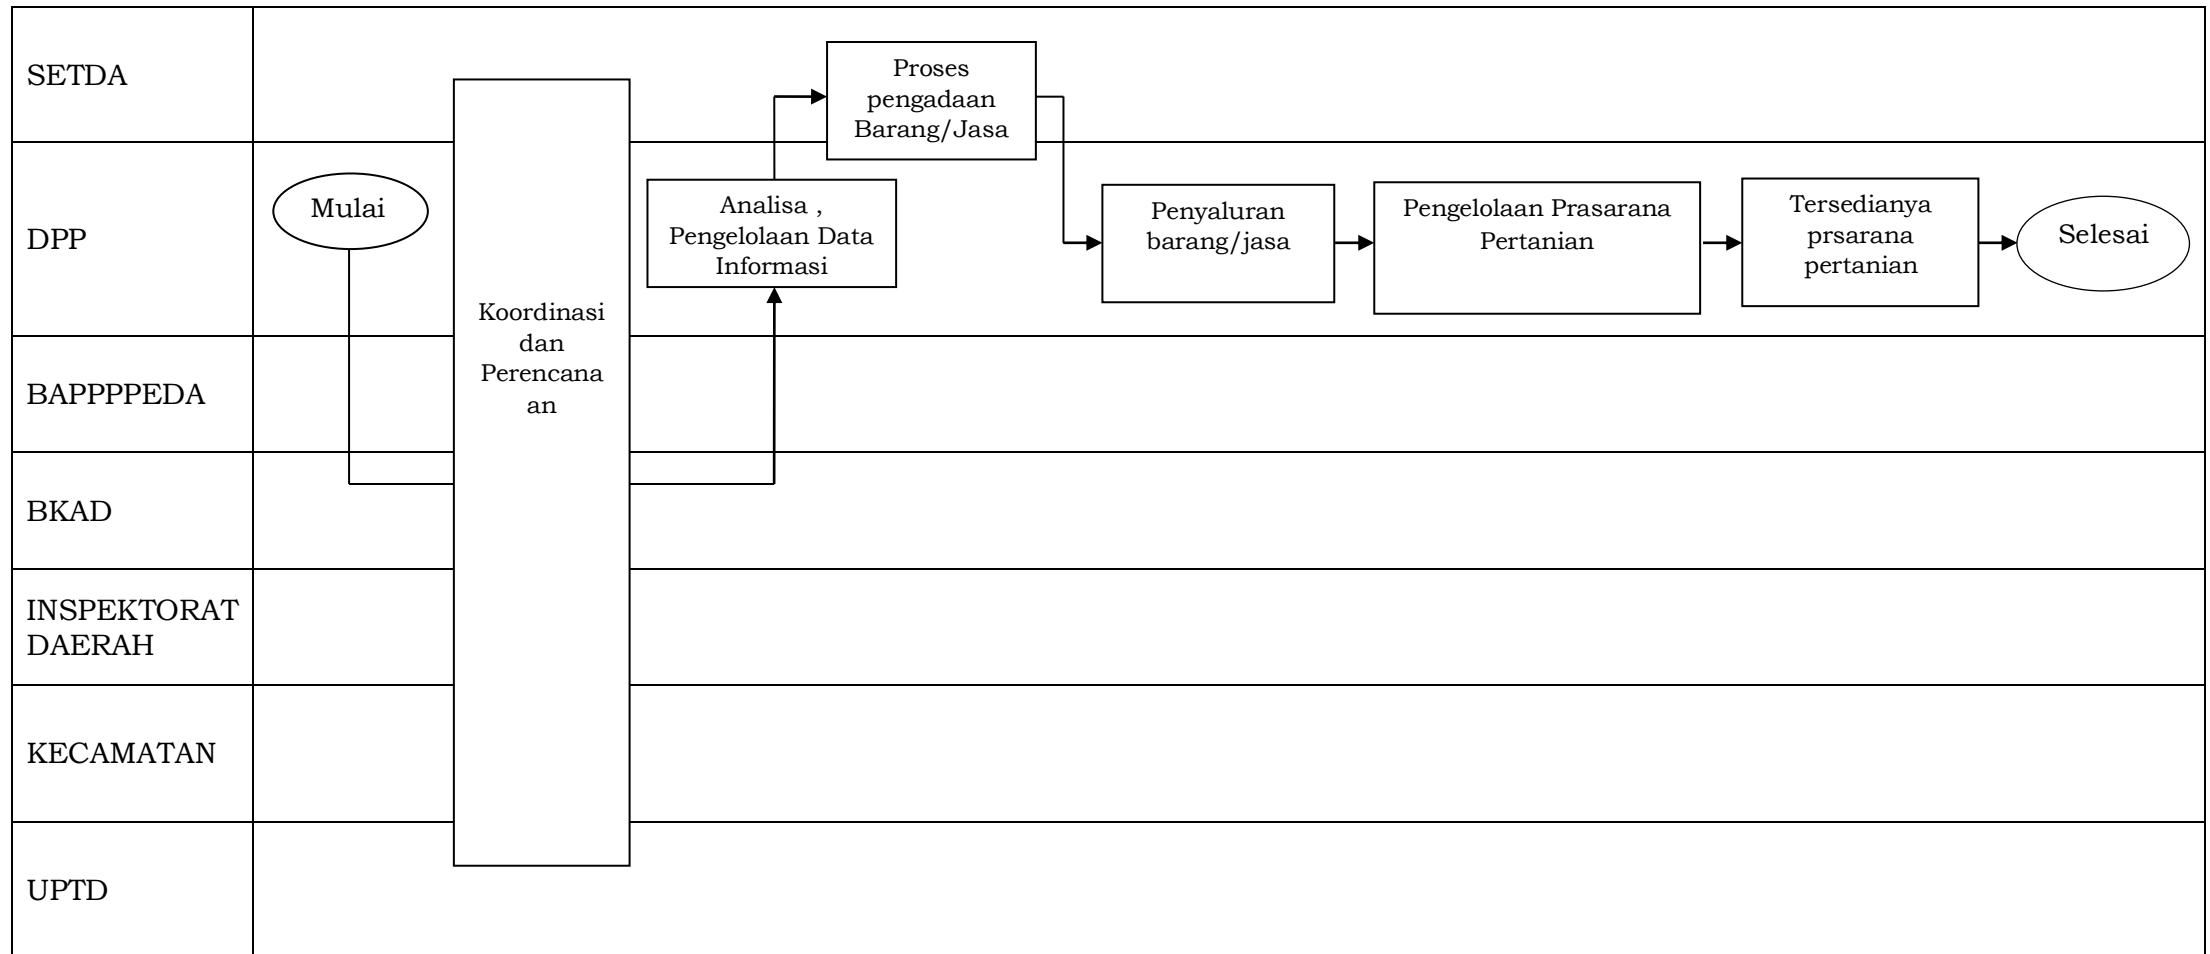 SETDA
Proses
pengadaan
Barang/Jasa
DPP
Mulai
Koordinasi
dan
Perencana
an
Analisa ,
Pengelolaan Data
Informasi
Penyaluran
barang/jasa
Pengelolaan Prasarana
Pertanian
Tersedianya
prsarana
pertanian
Selesai
BAPPPPEDA
BKAD
INSPEKTORAT
DAERAH
KECAMATAN
UPTD